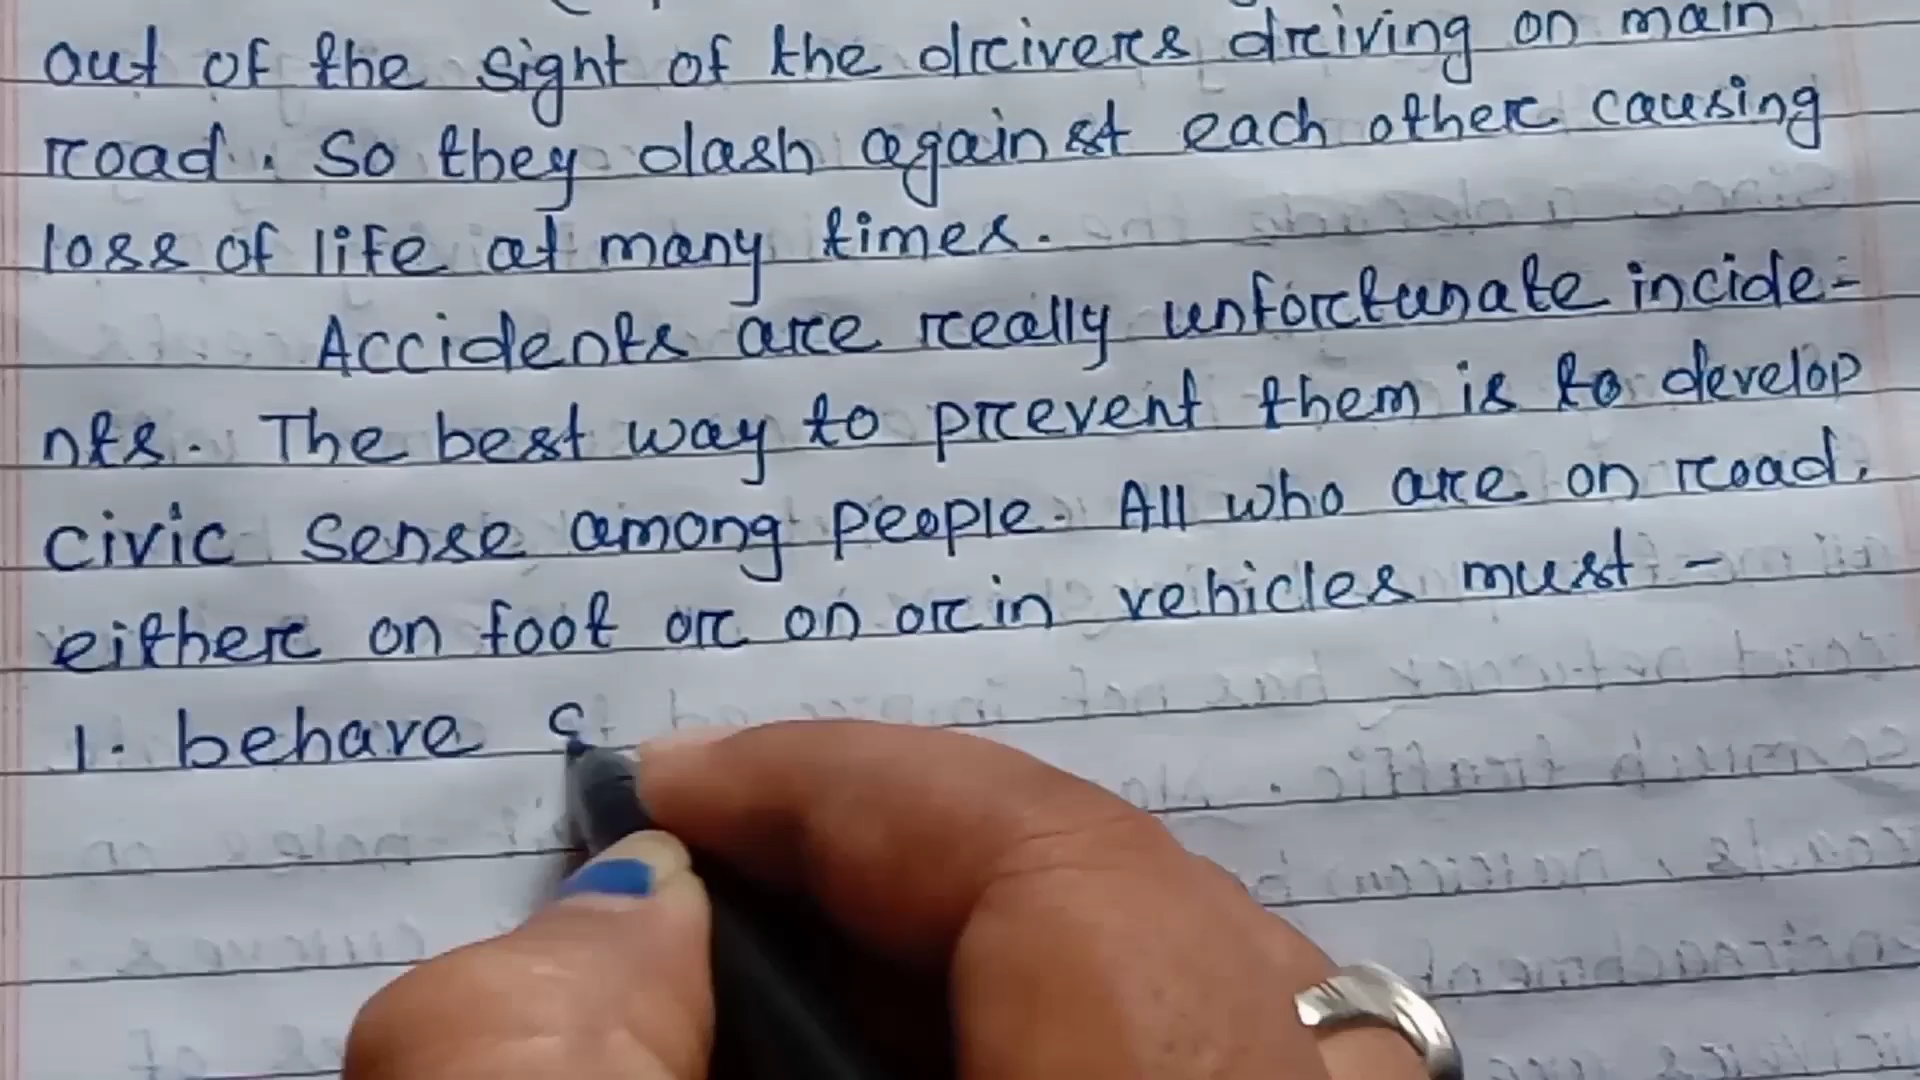 out of the sight of the drivers driving on main
road. So they dash against each other causing
loss of life at many times.
Accidents are really unfortunate incide-
nts. The best way to prevent them is to develop
civic sense among people. All who are on road.
either on foot or on or in vehicles must -
1. behave